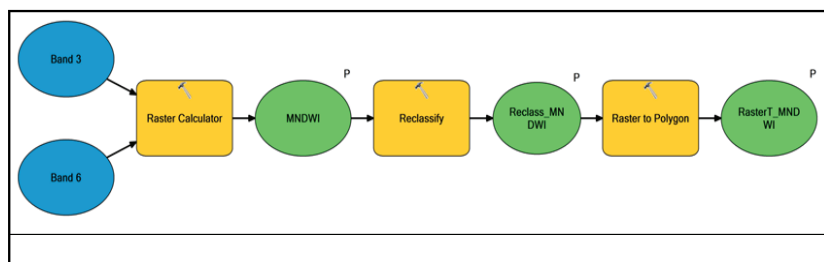 Band 3
Band 6
Raster Calculator
P
MNDWI
Reclassify
P
Reclass_MN
DWI
Raster to Polygon
P
RasterT_MND
WI